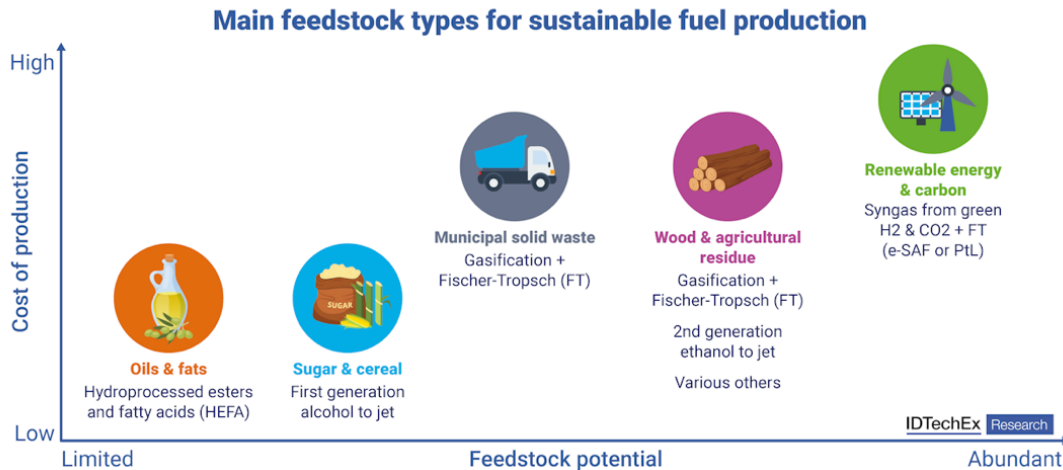 Main feedstock types for sustainable fuel production
High
Cost of production
Low
Oils & fats
Hydroprocessed esters
and fatty acids (HEFA)
SUGAR
Sugar & cereal
First generation
alcohol to jet
Municipal solid waste
Gasification +
Fischer-Tropsch (FT)
Wood & agricultural
residue
Gasification +
Fischer-Tropsch (FT)
2nd generation
ethanol to jet
Various others
Renewable energy
& carbon
Syngas from green
H2 & CO2 + FT
(e-SAF or PtL)
IDTechEx Research
Limited
Feedstock potential
Abundant